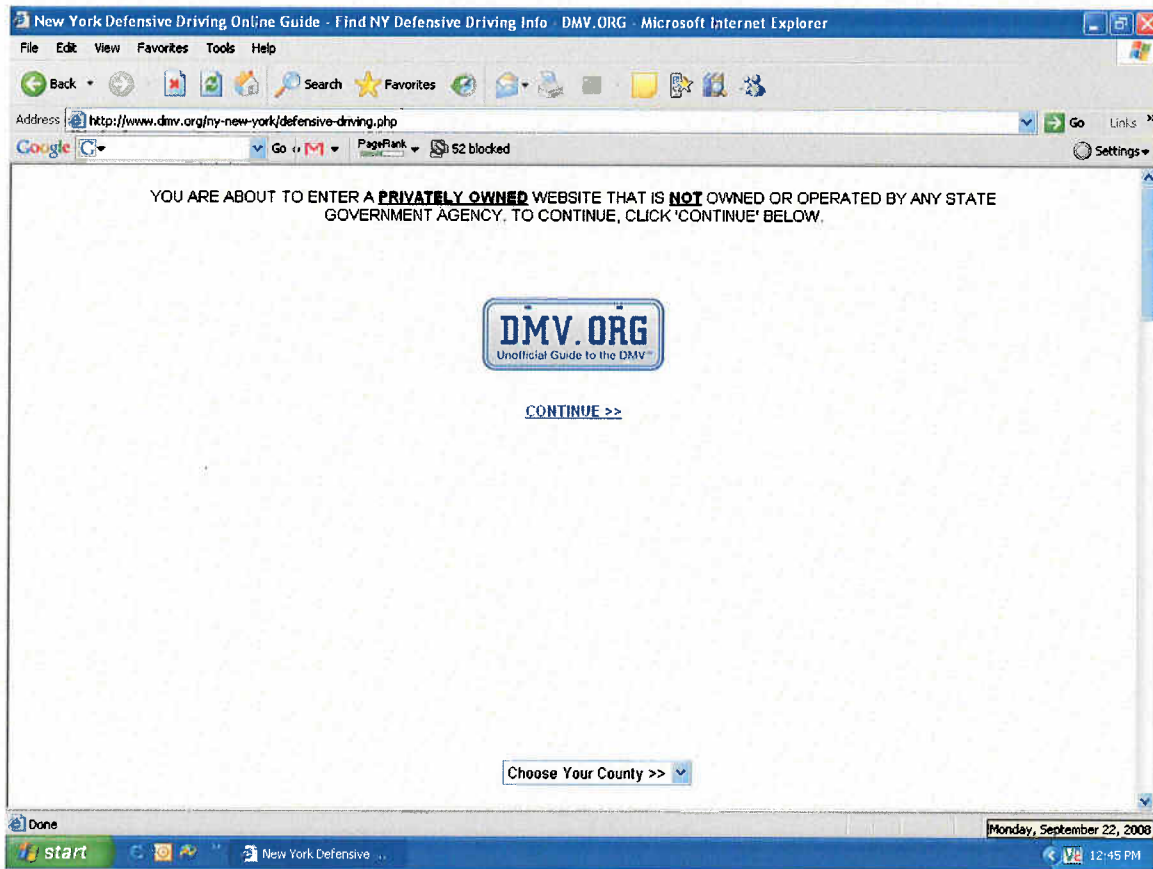 New York Defensive Driving Online Guide - Find NY Defensive Driving Info - DMV.ORG - Microsoft Internet Explorer
File Edit View Favorites Tools Help
Back Search Favorites
Address http://www.dmv.org/ny-new-york/defensive-driving.php Go Links »
Google G Go PageRank 52 blocked Settings
YOU ARE ABOUT TO ENTER A PRIVATELY OWNED WEBSITE THAT IS NOT OWNED OR OPERATED BY ANY STATE
GOVERNMENT AGENCY. TO CONTINUE, CLICK 'CONTINUE' BELOW.
DMV.ORG
Unofficial Guide to the DMV™
CONTINUE >>
Choose Your County >>
Done
Monday, September 22, 2008
start New York Defensive ... 12:45 PM